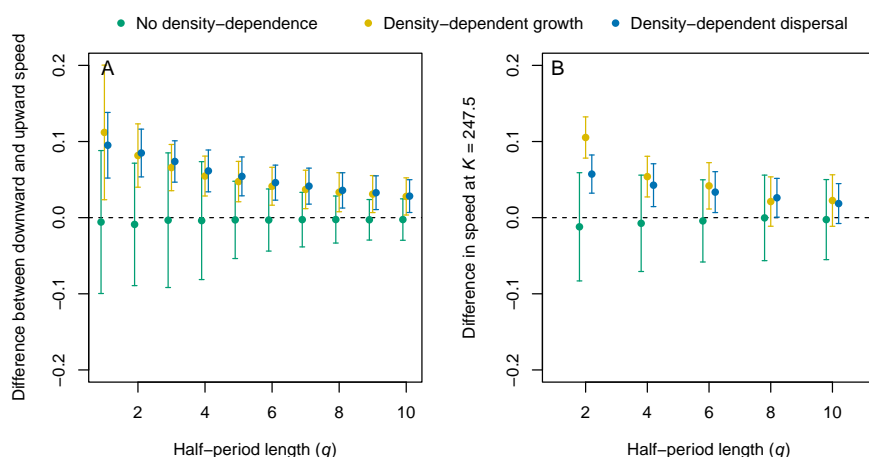 No density−dependence Density−dependent growth Density−dependent dispersal
A
Difference between downward and upward speed
0.2
0.1
0.0
−0.1
−0.2
2 4 6 8 10
Half−period length (q)
B
Difference in speed at K = 247.5
0.2
0.1
0.0
−0.1
−0.2
2 4 6 8 10
Half−period length (q)